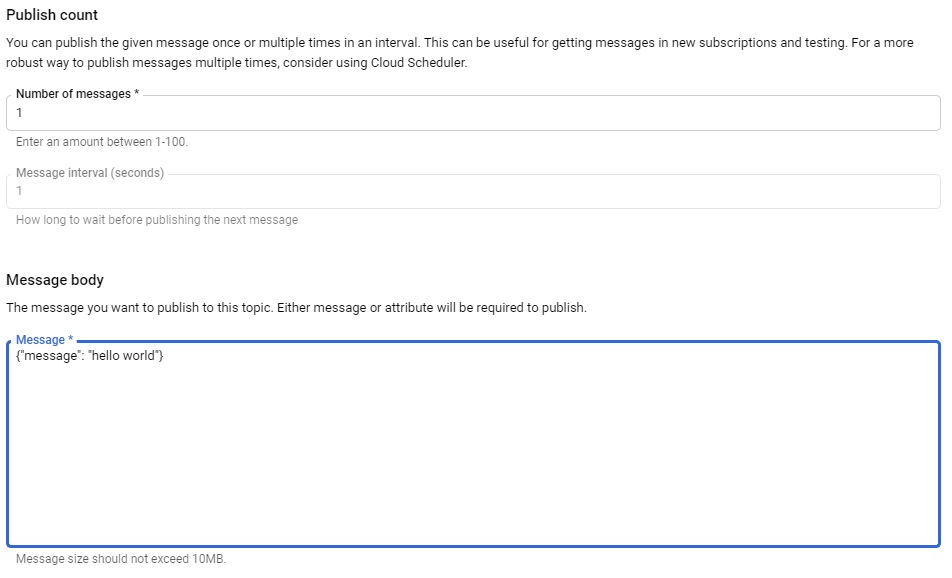 Publish count
You can publish the given message once or multiple times in an interval. This can be useful for getting messages in new subscriptions and testing. For a more
robust way to publish messages multiple times, consider using Cloud Scheduler.
Number of messages *
1
Enter an amount between 1-100.
Message interval (seconds)
1
How long to wait before publishing the next message
Message body
The message you want to publish to this topic. Either message or attribute will be required to publish.
Message *
{"message": "hello world"}
Message size should not exceed 10MB.